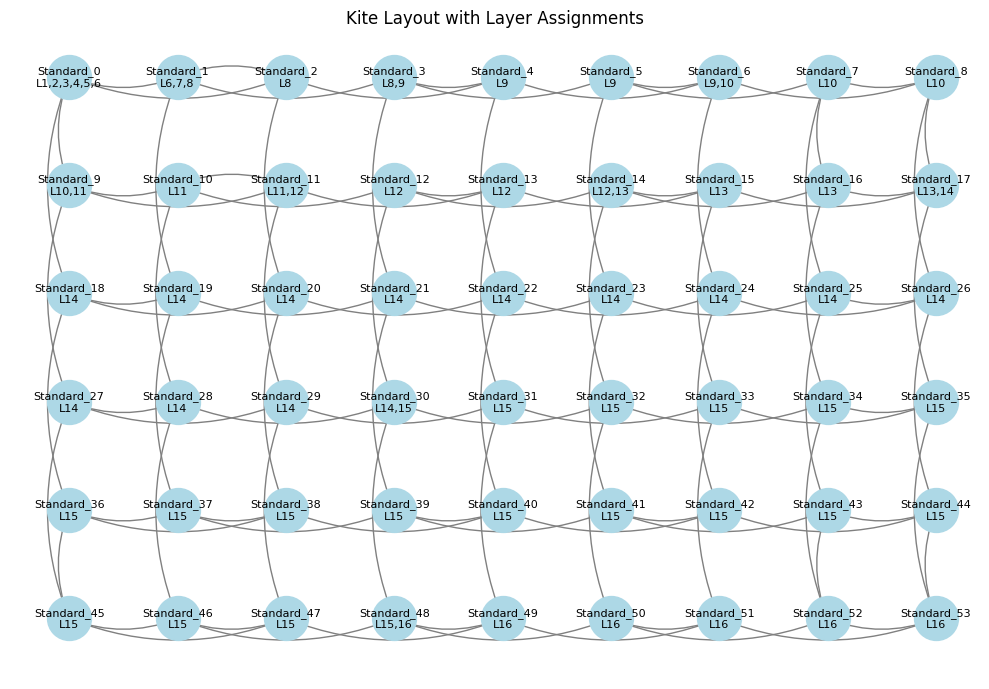 Kite Layout with Layer Assignments
Standard_0
L1,2,3,4,5,6
Standard_1
L6,7,8
Standard_2
L8
Standard_3
L8,9
Standard_4
L9
Standard_5
L9
Standard_6
L9,10
Standard_7
L10
Standard_8
L10
Standard_9
L10,11
Standard_10
L11
Standard_11
L11,12
Standard_12
L12
Standard_13
L12
Standard_14
L12,13
Standard_15
L13
Standard_16
L13
Standard_17
L13,14
Standard_18
L14
Standard_19
L14
Standard_20
L14
Standard_21
L14
Standard_22
L14
Standard_23
L14
Standard_24
L14
Standard_25
L14
Standard_26
L14
Standard_27
L14
Standard_28
L14
Standard_29
L14
Standard_30
L14,15
Standard_31
L15
Standard_32
L15
Standard_33
L15
Standard_34
L15
Standard_35
L15
Standard_36
L15
Standard_37
L15
Standard_38
L15
Standard_39
L15
Standard_40
L15
Standard_41
L15
Standard_42
L15
Standard_43
L15
Standard_44
L15
Standard_45
L15
Standard_46
L15
Standard_47
L15
Standard_48
L15,16
Standard_49
L16
Standard_50
L16
Standard_51
L16
Standard_52
L16
Standard_53
L16